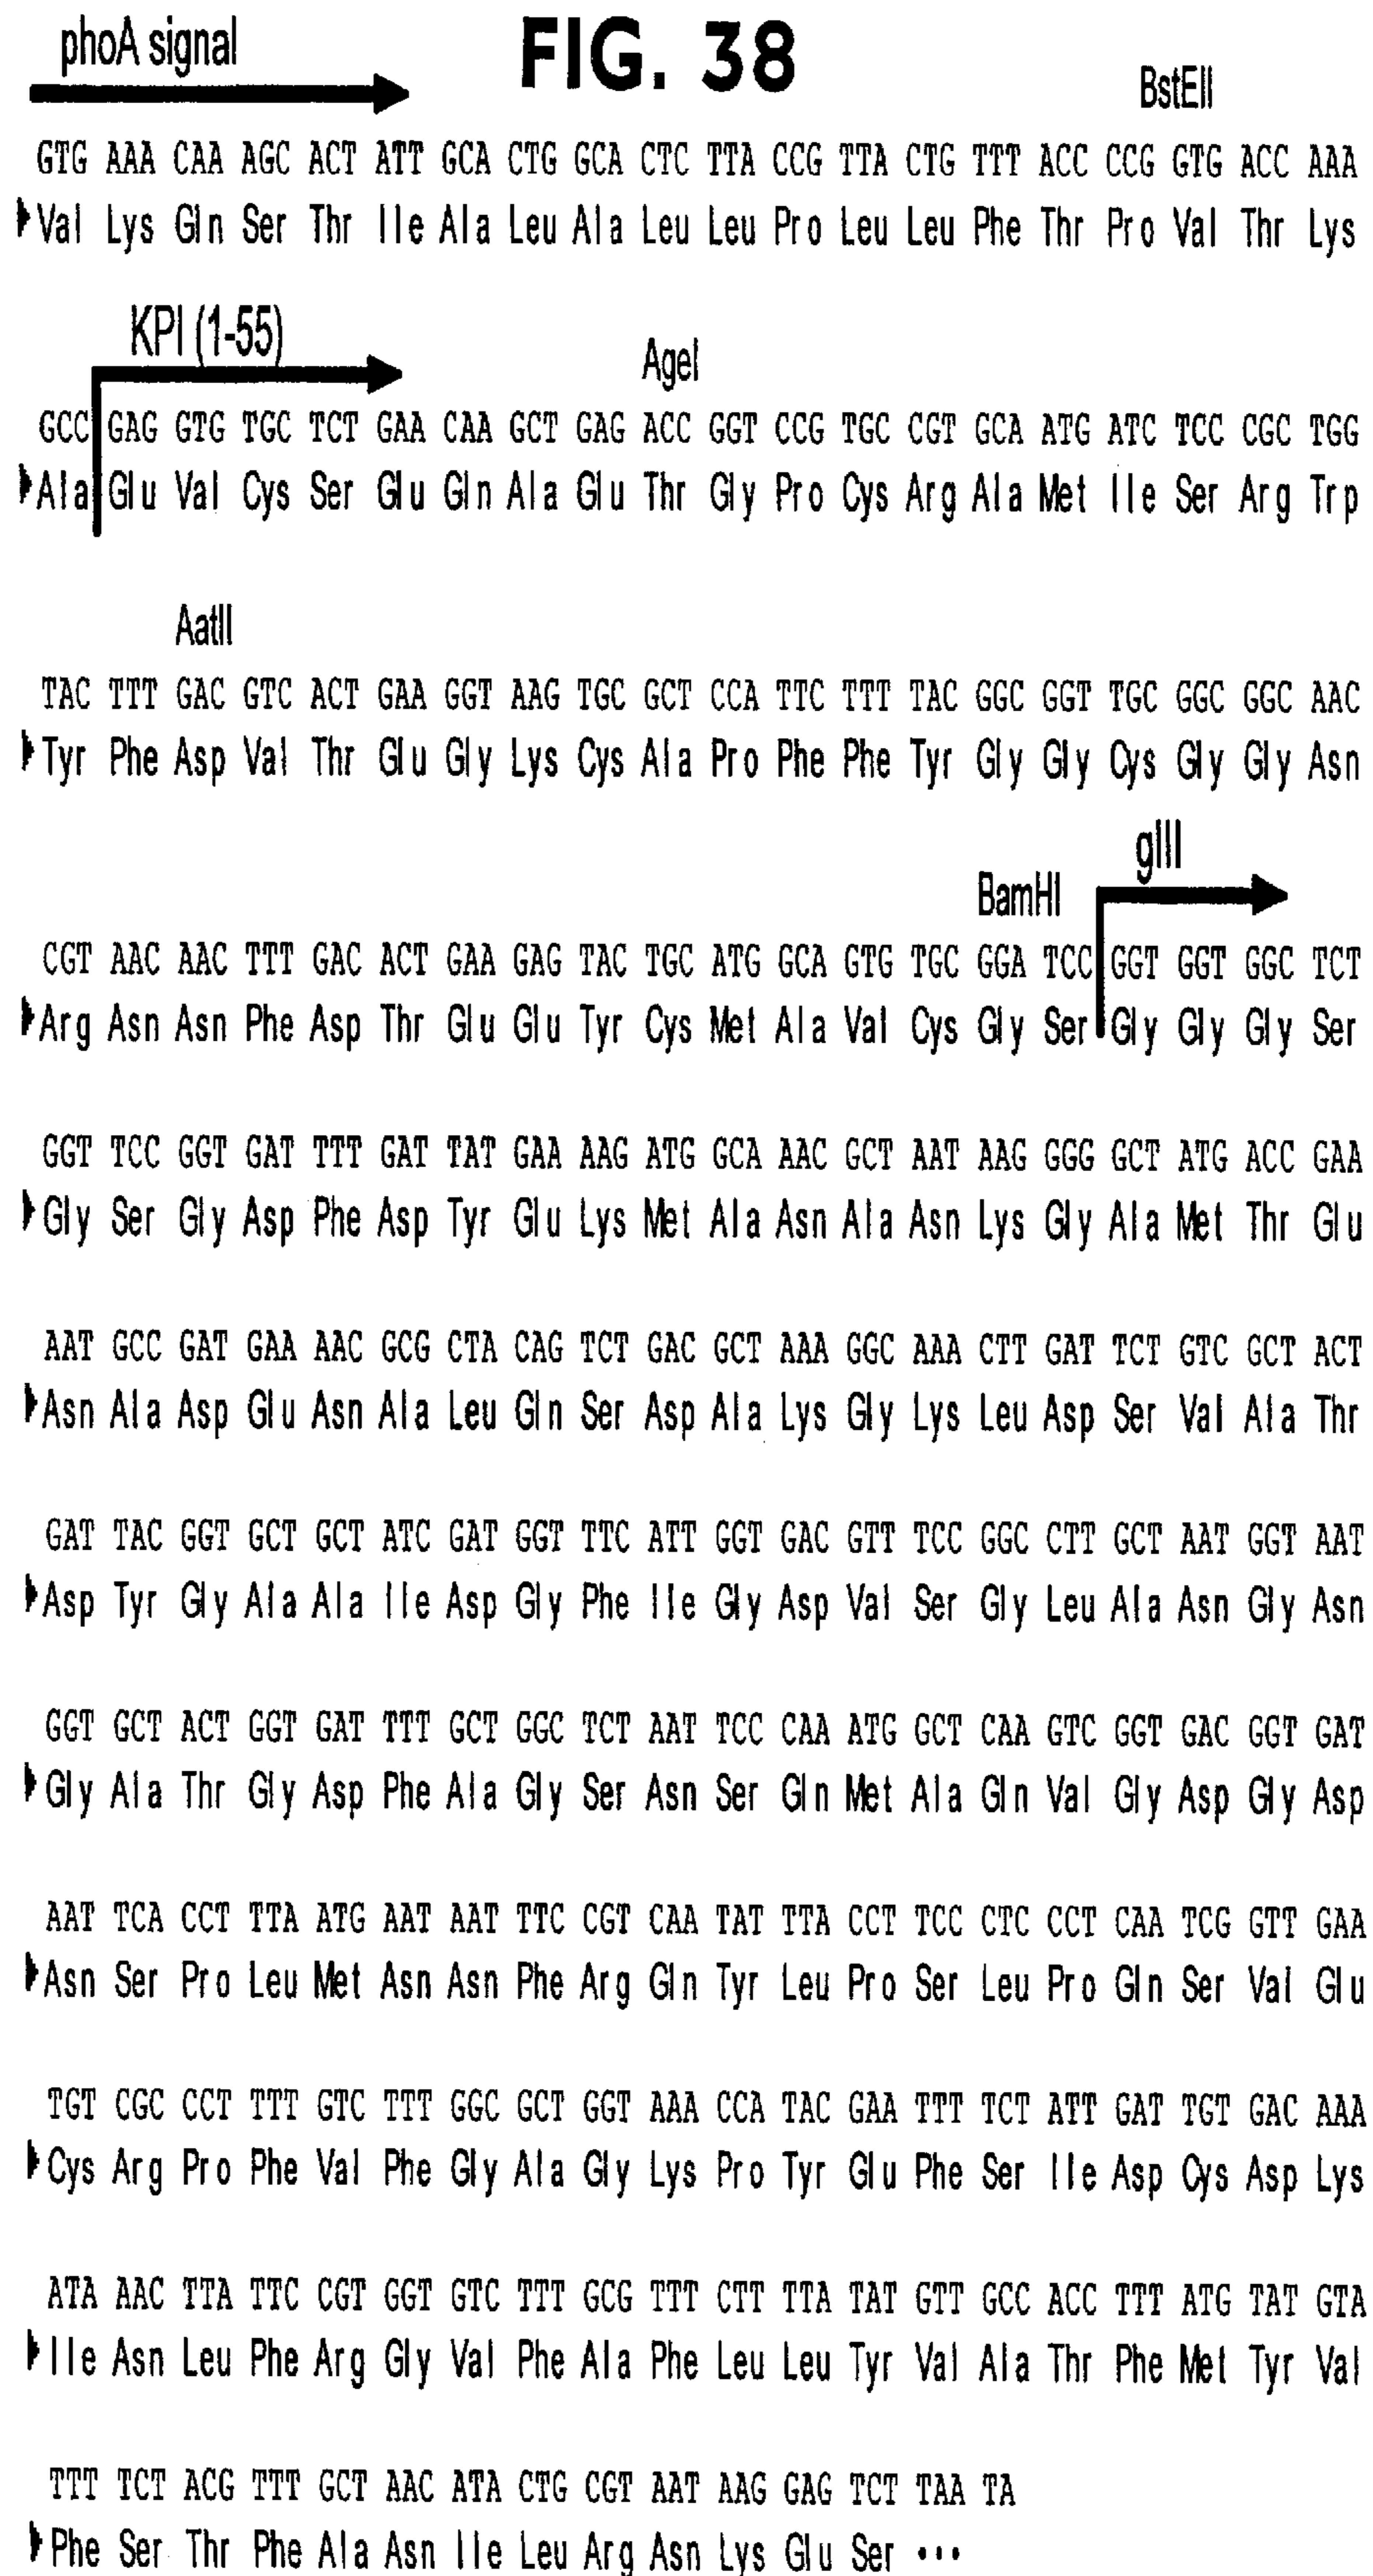 phoA signal
FIG. 38
BstEII
GTG AAA CAA AGC ACT ATT GCA CTG GCA CTC TTA CCG TTA CTG TTT ACC CCG GTG ACC AAA
Val Lys Gln Ser Thr Ile Ala Leu Ala Leu Leu Pro Leu Leu Phe Thr Pro Val Thr Lys
KPI (1-55)
AgeI
GCC GAG GTG TGC TCT GAA CAA GCT GAG ACC GGT CCG TGC CGT GCA ATG ATC TCC CGC TGG
Ala Glu Val Cys Ser Glu Gln Ala Glu Thr Gly Pro Cys Arg Ala Met Ile Ser Arg Trp
AatII
TAC TTT GAC GTC ACT GAA GGT AAG TGC GCT CCA TTC TTT TAC GGC GGT TGC GGC GGC AAC
Tyr Phe Asp Val Thr Glu Gly Lys Cys Ala Pro Phe Phe Tyr Gly Gly Cys Gly Gly Asn
BamHI
gIII
CGT AAC AAC TTT GAC ACT GAA GAG TAC TGC ATG GCA GTG TGC GGA TCC GGT GGT GGC TCT
Arg Asn Asn Phe Asp Thr Glu Glu Tyr Cys Met Ala Val Cys Gly Ser Gly Gly Gly Ser
GGT TCC GGT GAT TTT GAT TAT GAA AAG ATG GCA AAC GCT AAT AAG GGG GCT ATG ACC GAA
Gly Ser Gly Asp Phe Asp Tyr Glu Lys Met Ala Asn Ala Asn Lys Gly Ala Met Thr Glu
AAT GCC GAT GAA AAC GCG CTA CAG TCT GAC GCT AAA GGC AAA CTT GAT TCT GTC GCT ACT
Asn Ala Asp Glu Asn Ala Leu Gln Ser Asp Ala Lys Gly Lys Leu Asp Ser Val Ala Thr
GAT TAC GGT GCT GCT ATC GAT GGT TTC ATT GGT GAC GTT TCC GGC CTT GCT AAT GGT AAT
Asp Tyr Gly Ala Ala Ile Asp Gly Phe Ile Gly Asp Val Ser Gly Leu Ala Asn Gly Asn
GGT GCT ACT GGT GAT TTT GCT GGC TCT AAT TCC CAA ATG GCT CAA GTC GGT GAC GGT GAT
Gly Ala Thr Gly Asp Phe Ala Gly Ser Asn Ser Gln Met Ala Gln Val Gly Asp Gly Asp
AAT TCA CCT TTA ATG AAT AAT TTC CGT CAA TAT TTA CCT TCC CTC CCT CAA TCG GTT GAA
Asn Ser Pro Leu Met Asn Asn Phe Arg Gln Tyr Leu Pro Ser Leu Pro Gln Ser Val Glu
TGT CGC CCT TTT GTC TTT GGC GCT GGT AAA CCA TAC GAA TTT TCT ATT GAT TGT GAC AAA
Cys Arg Pro Phe Val Phe Gly Ala Gly Lys Pro Tyr Glu Phe Ser Ile Asp Cys Asp Lys
ATA AAC TTA TTC CGT GGT GTC TTT GCG TTT CTT TTA TAT GTT GCC ACC TTT ATG TAT GTA
Ile Asn Leu Phe Arg Gly Val Phe Ala Phe Leu Leu Tyr Val Ala Thr Phe Met Tyr Val
TTT TCT ACG TTT GCT AAC ATA CTG CGT AAT AAG GAG TCT TAA TA
Phe Ser Thr Phe Ala Asn Ile Leu Arg Asn Lys Glu Ser •••